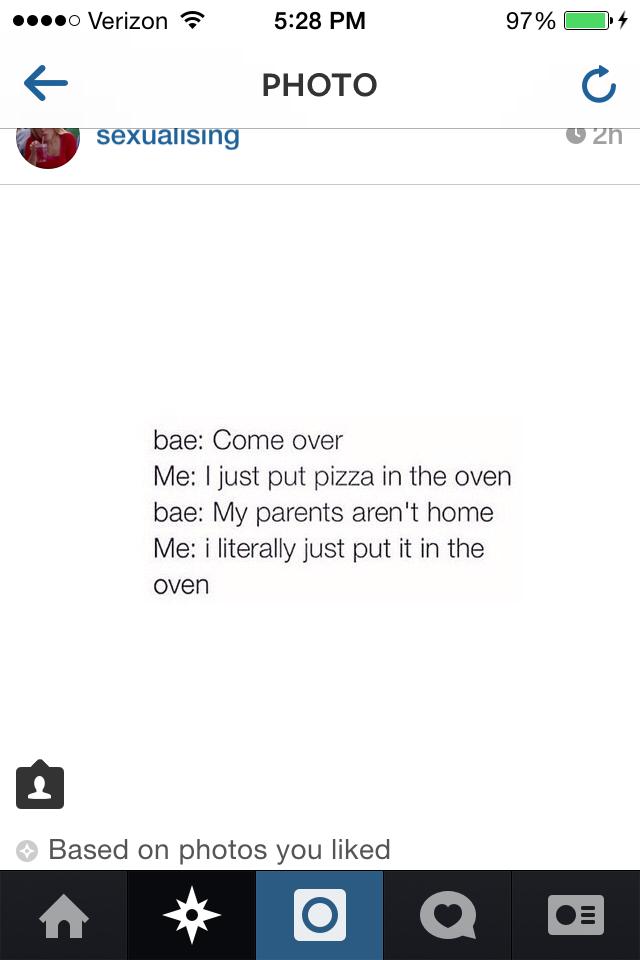 Verizon 5:28 PM 97%
PHOTO
sexualising 2h
bae: Come over
Me: I just put pizza in the oven
bae: My parents aren't home
Me: i literally just put it in the
oven
Based on photos you liked